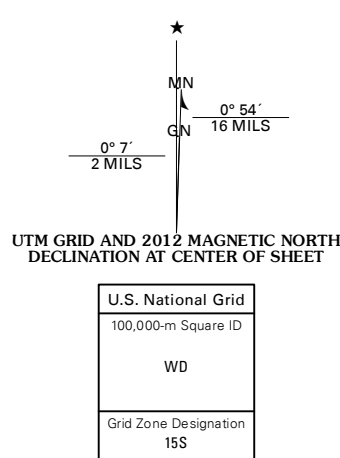 ★
MN
0° 54´
16 MILS
GN
0° 7´
2 MILS
UTM GRID AND 2012 MAGNETIC NORTH
DECLINATION AT CENTER OF SHEET
U.S. National Grid
100,000-m Square ID
WD
Grid Zone Designation
15S